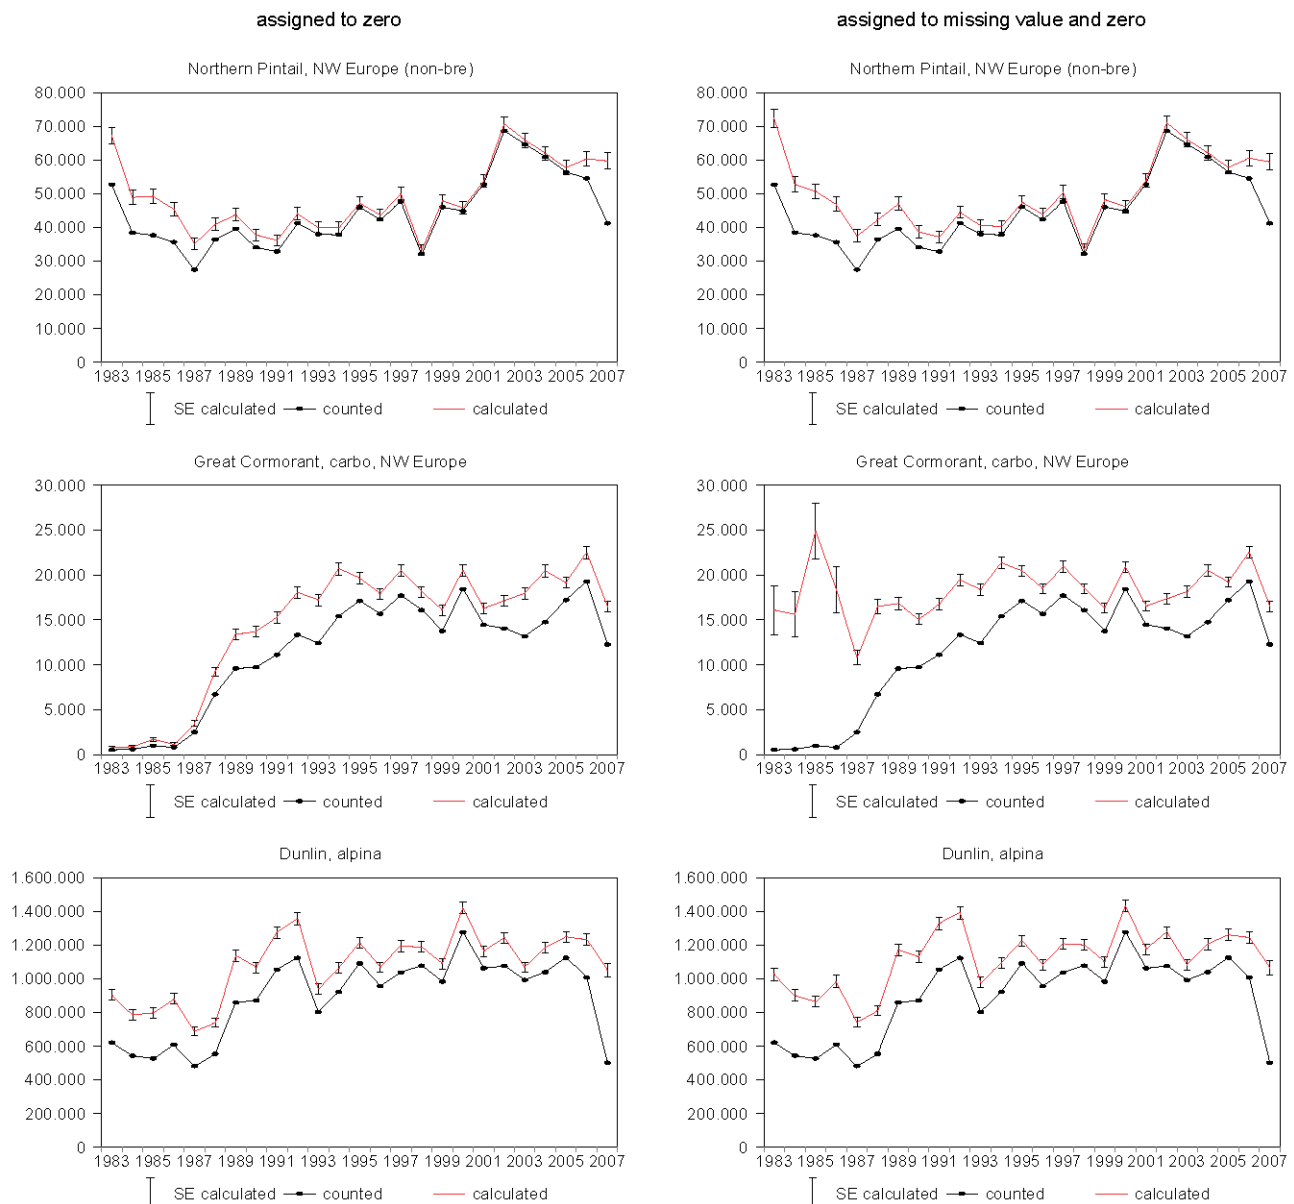 assigned to zero
assigned to missing value and zero
Northern Pintail, NW Europe (non-bre)
80.000
70.000
60.000
50.000
40.000
30.000
20.000
10.000
0
1983 1985 1987 1989 1991 1993 1995 1997 1999 2001 2003 2005 2007
SE calculated counted calculated
Northern Pintail, NW Europe (non-bre)
80.000
70.000
60.000
50.000
40.000
30.000
20.000
10.000
0
1983 1985 1987 1989 1991 1993 1995 1997 1999 2001 2003 2005 2007
SE calculated counted calculated
Great Cormorant, carbo, NW Europe
30.000
25.000
20.000
15.000
10.000
5.000
0
1983 1985 1987 1989 1991 1993 1995 1997 1999 2001 2003 2005 2007
SE calculated counted calculated
Great Cormorant, carbo, NW Europe
30.000
25.000
20.000
15.000
10.000
5.000
0
1983 1985 1987 1989 1991 1993 1995 1997 1999 2001 2003 2005 2007
SE calculated counted calculated
Dunlin, alpina
1.600.000
1.400.000
1.200.000
1.000.000
800.000
600.000
400.000
200.000
0
1983 1985 1987 1989 1991 1993 1995 1997 1999 2001 2003 2005 2007
SE calculated counted calculated
Dunlin, alpina
1.600.000
1.400.000
1.200.000
1.000.000
800.000
600.000
400.000
200.000
0
1983 1985 1987 1989 1991 1993 1995 1997 1999 2001 2003 2005 2007
SE calculated counted calculated